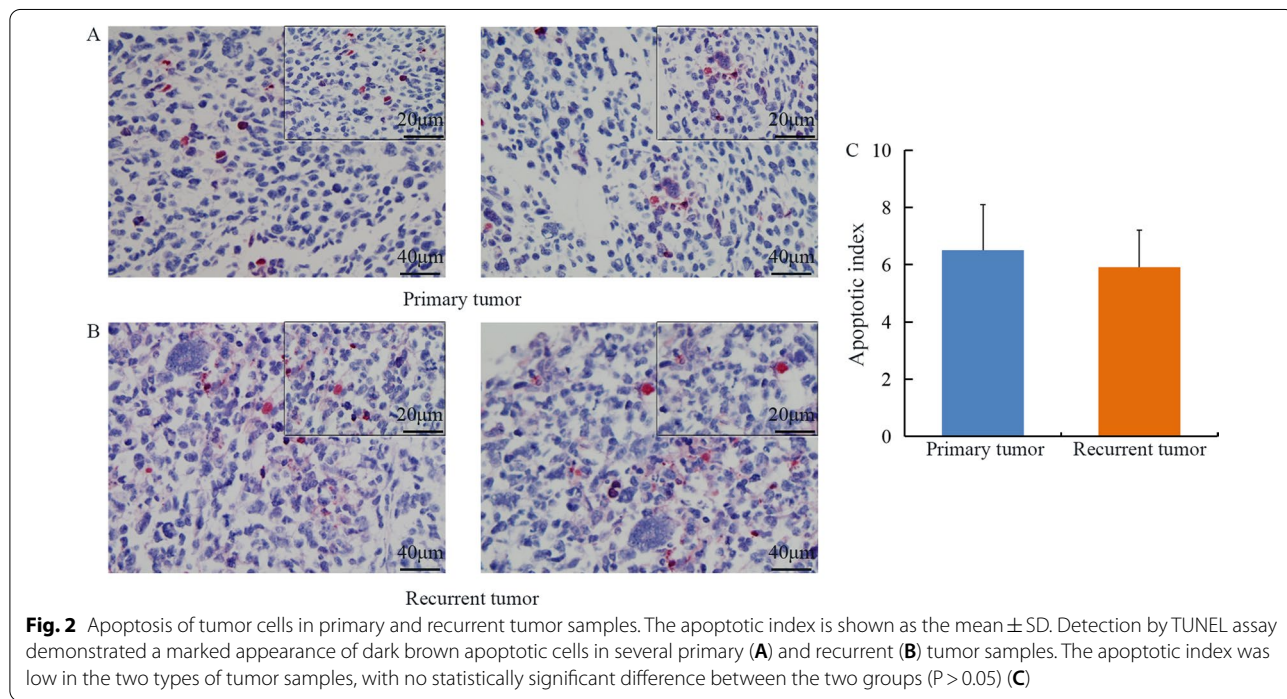 A
20μm
40μm
20μm
40μm
Primary tumor
B
20μm
40μm
20μm
40μm
Recurrent tumor
C
10
8
6
4
2
0
Apoptotic index
Primary tumor
Recurrent tumor
Fig. 2 Apoptosis of tumor cells in primary and recurrent tumor samples. The apoptotic index is shown as the mean ± SD. Detection by TUNEL assay
demonstrated a marked appearance of dark brown apoptotic cells in several primary (A) and recurrent (B) tumor samples. The apoptotic index was
low in the two types of tumor samples, with no statistically significant difference between the two groups (P > 0.05) (C)